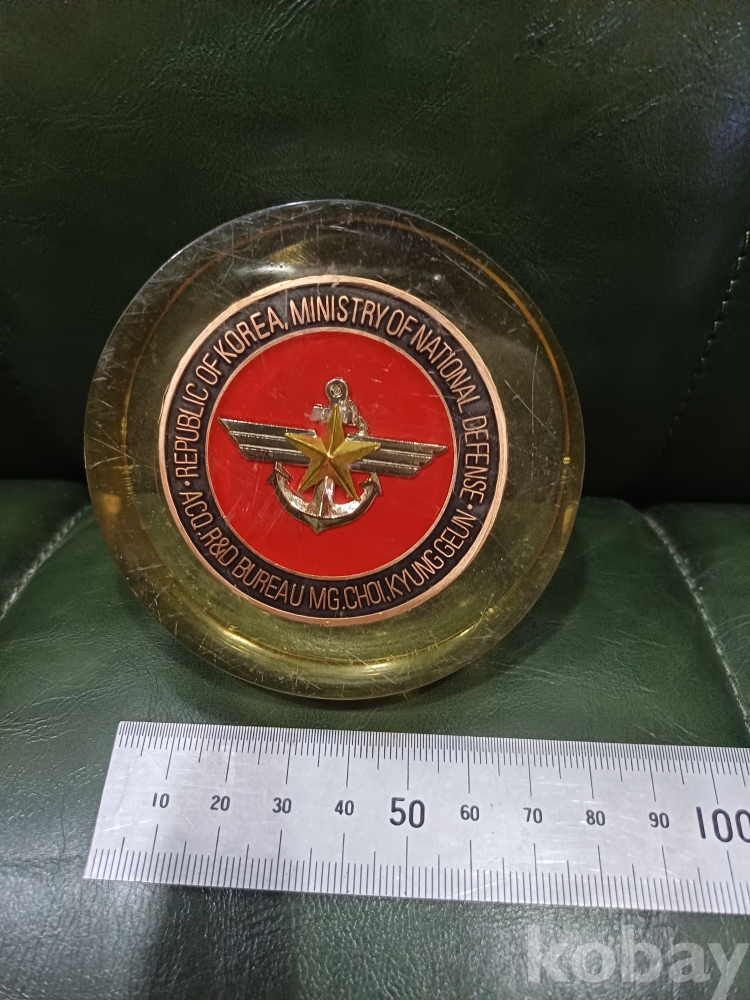 • REPUBLIC OF KOREA, MINISTRY OF NATIONAL DEFENSE •
ACQ. R&D BUREAU MG. CHOI, KYUNG GEUN
10 20 30 40 50 60 70 80 90 100
kobay